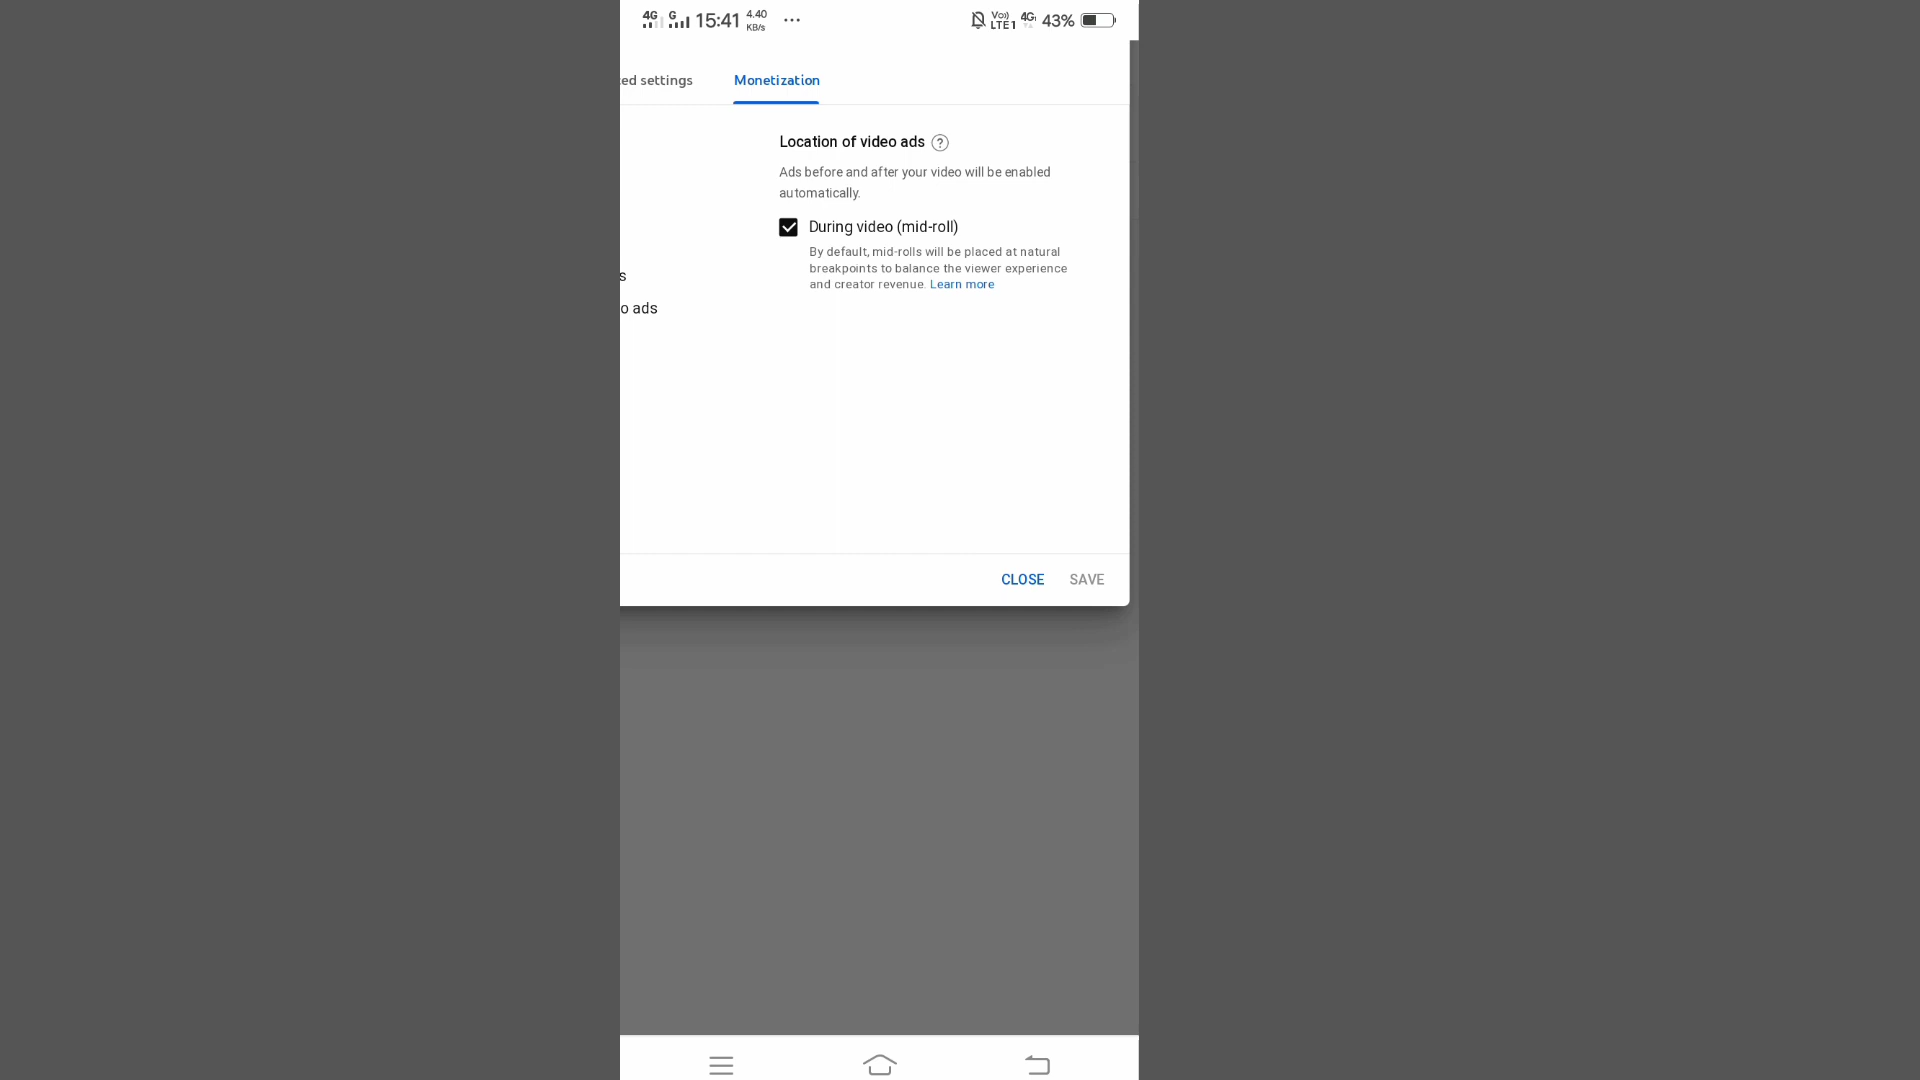 4G G 15:41 4.40 KB/s ... Vo)) LTE1 4G 43%
ed settings Monetization
Location of video ads ?
Ads before and after your video will be enabled
automatically.
During video (mid-roll)
By default, mid-rolls will be placed at natural
breakpoints to balance the viewer experience
and creator revenue. Learn more
s
o ads
CLOSE SAVE